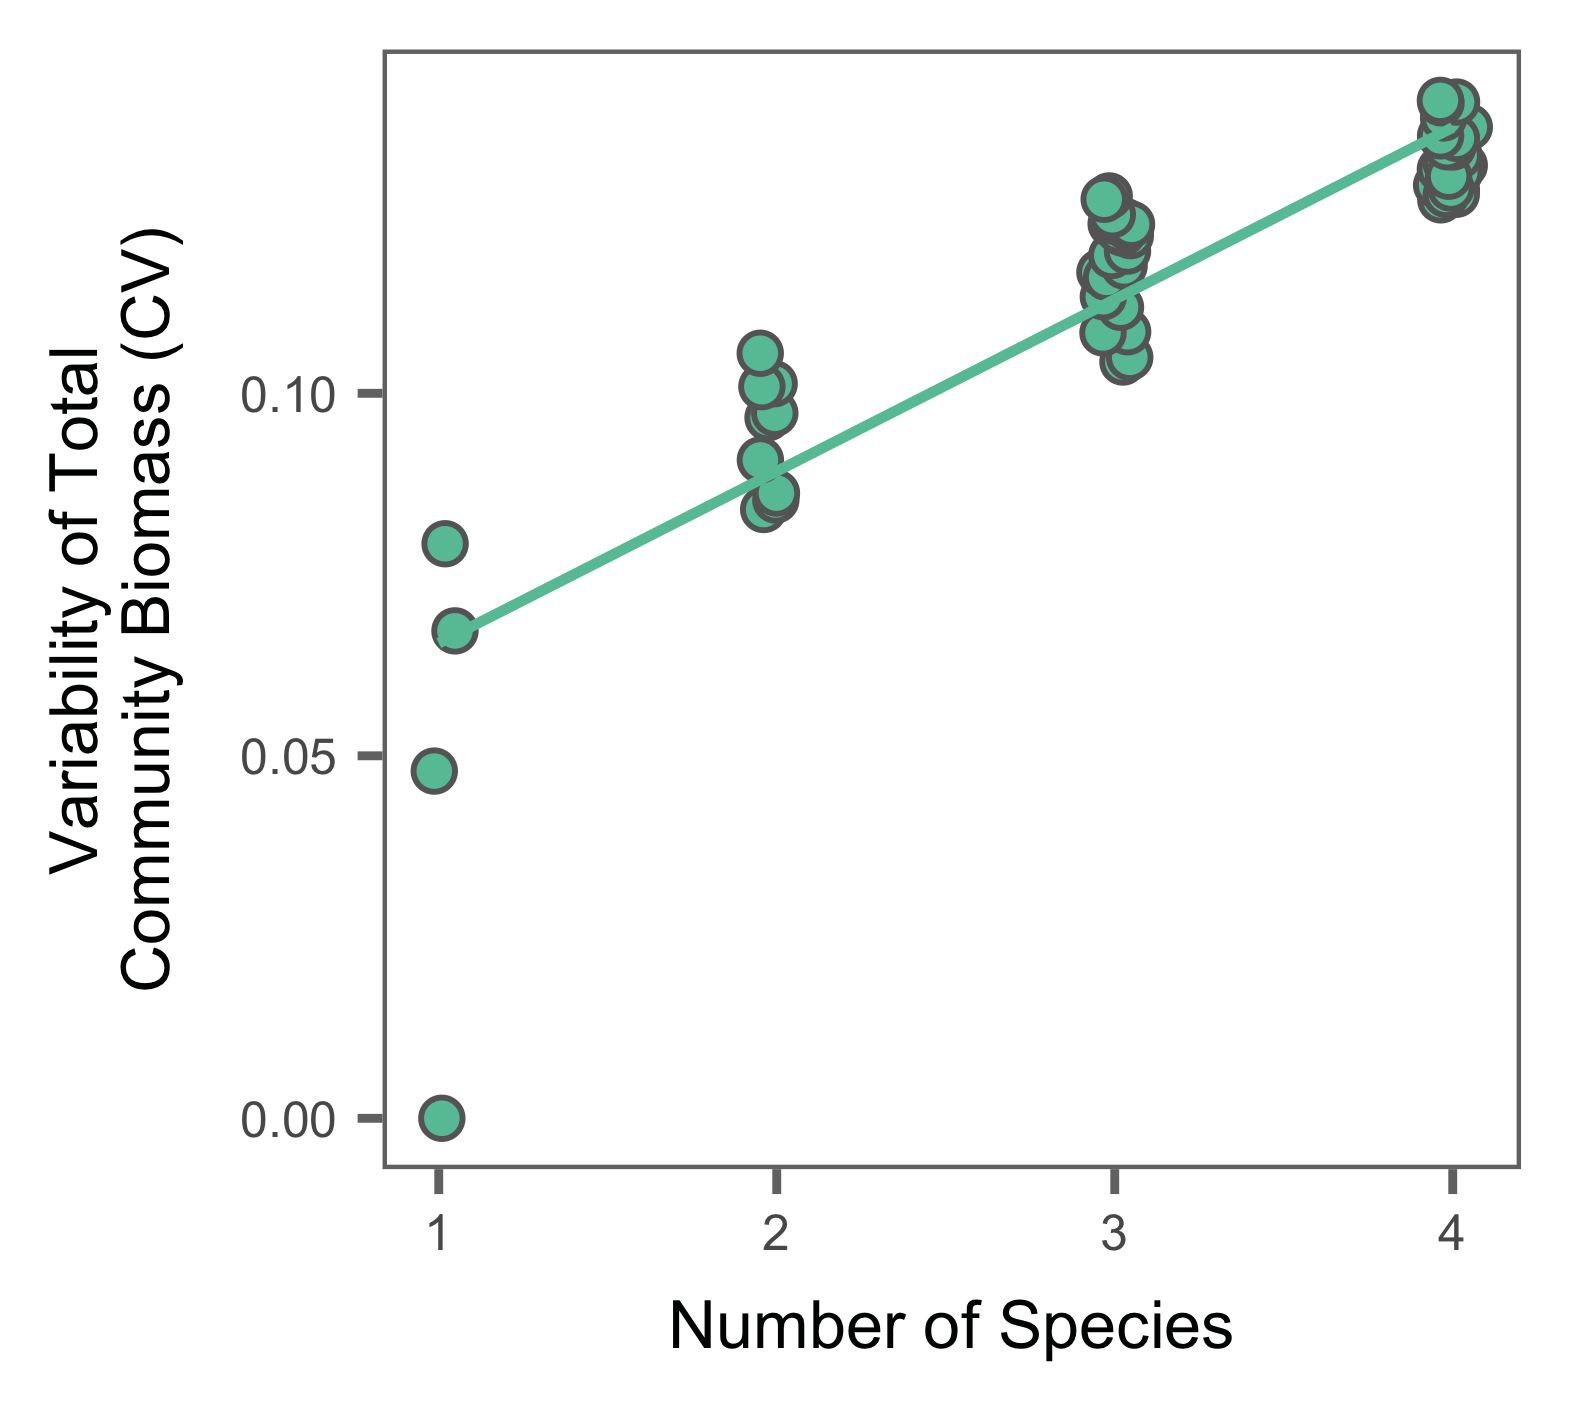 Variability of Total
Community Biomass (CV)
0.10
0.05
0.00
1 2 3 4
Number of Species